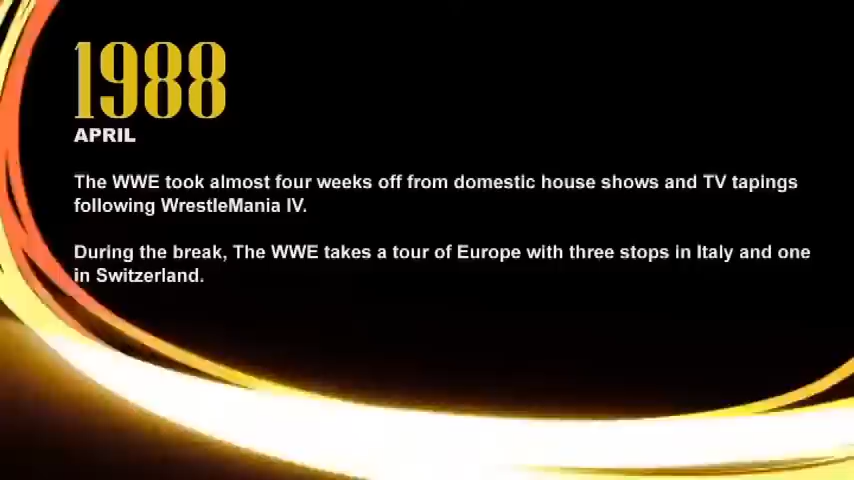 1988
APRIL
The WWE took almost four weeks off from domestic house shows and TV tapings
following WrestleMania IV.
During the break, The WWE takes a tour of Europe with three stops in Italy and one
in Switzerland.